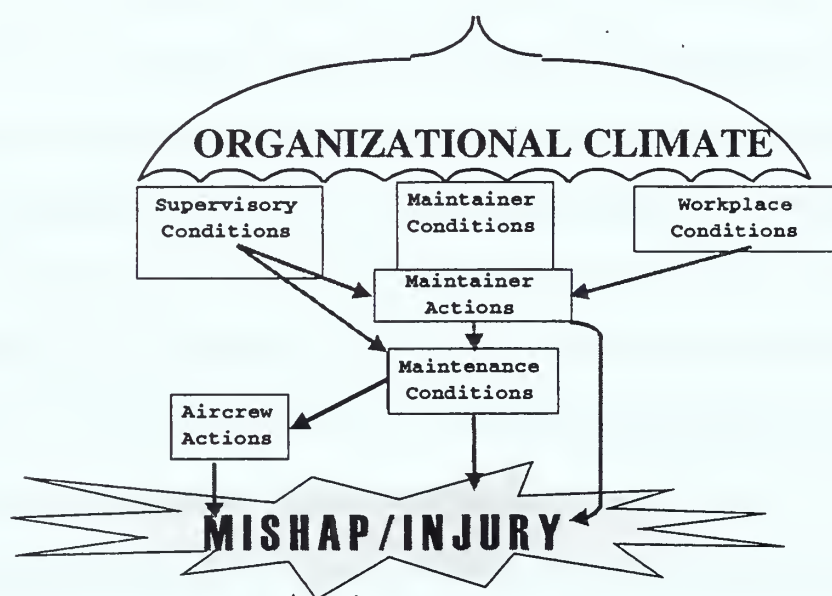 ORGANIZATIONAL CLIMATE
Supervisory
Conditions
Maintainer
Conditions
Workplace
Conditions
Maintainer
Actions
Maintenance
Conditions
Aircrew
Actions
MISHAP/INJURY